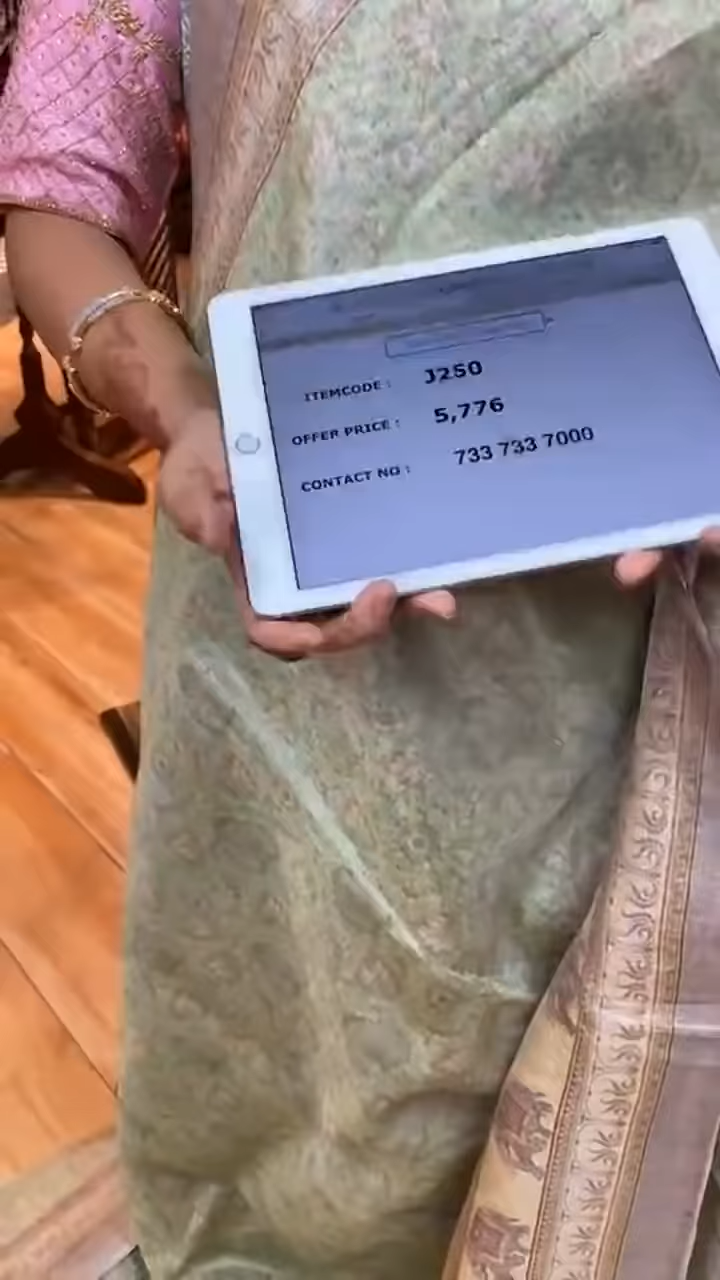 ITEMCODE : J250
OFFER PRICE : 5,776
CONTACT NO : 733 733 7000